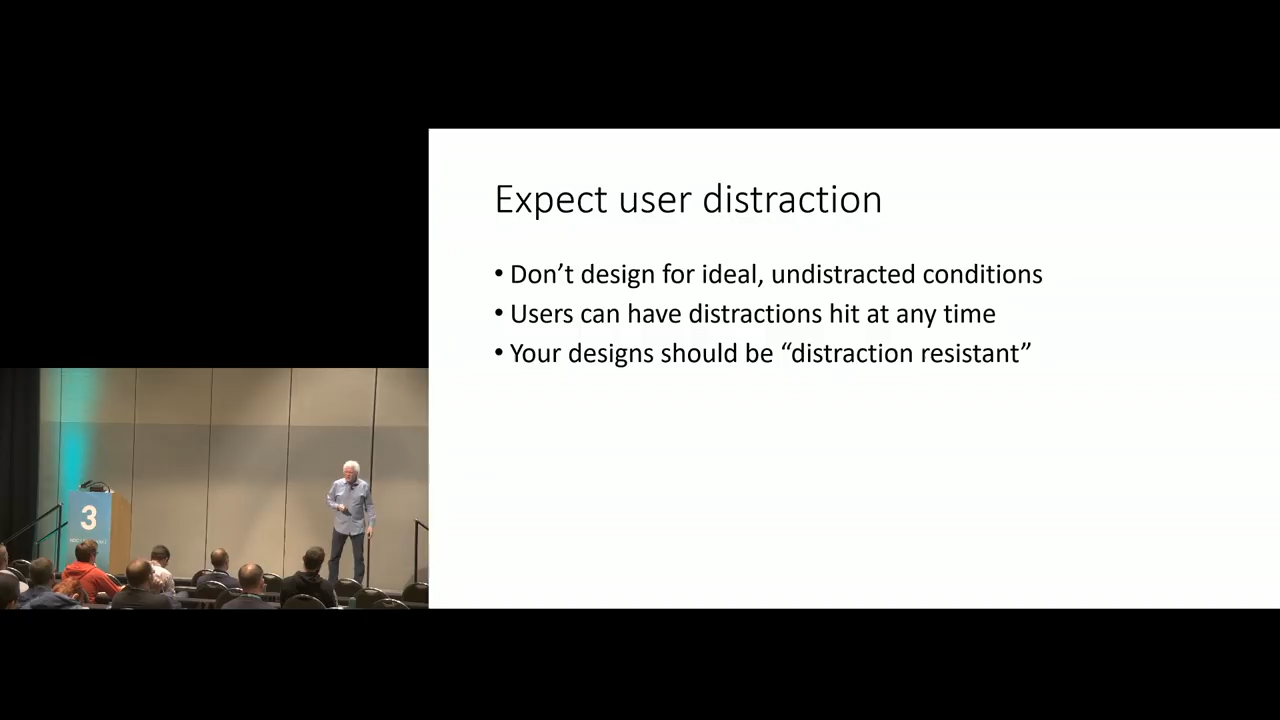 Expect user distraction
• Don’t design for ideal, undistracted conditions
• Users can have distractions hit at any time
• Your designs should be “distraction resistant”
3